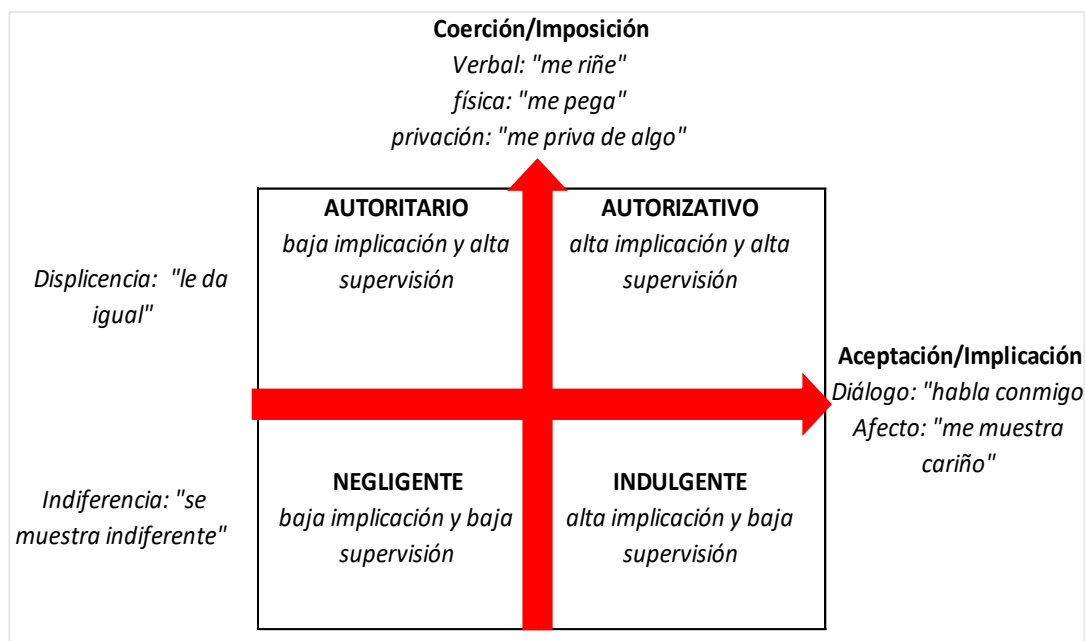 Coerción/Imposición
Verbal: "me riñe"
física: "me pega"
privación: "me priva de algo"
AUTORITARIO
baja implicación y alta
supervisión
AUTORIZATIVO
alta implicación y alta
supervisión
Displicencia: "le da
igual"
Aceptación/Implicación
Diálogo: "habla conmigo
Afecto: "me muestra
cariño"
NEGLIGENTE
baja implicación y baja
supervisión
INDULGENTE
alta implicación y baja
supervisión
Indiferencia: "se
muestra indiferente"